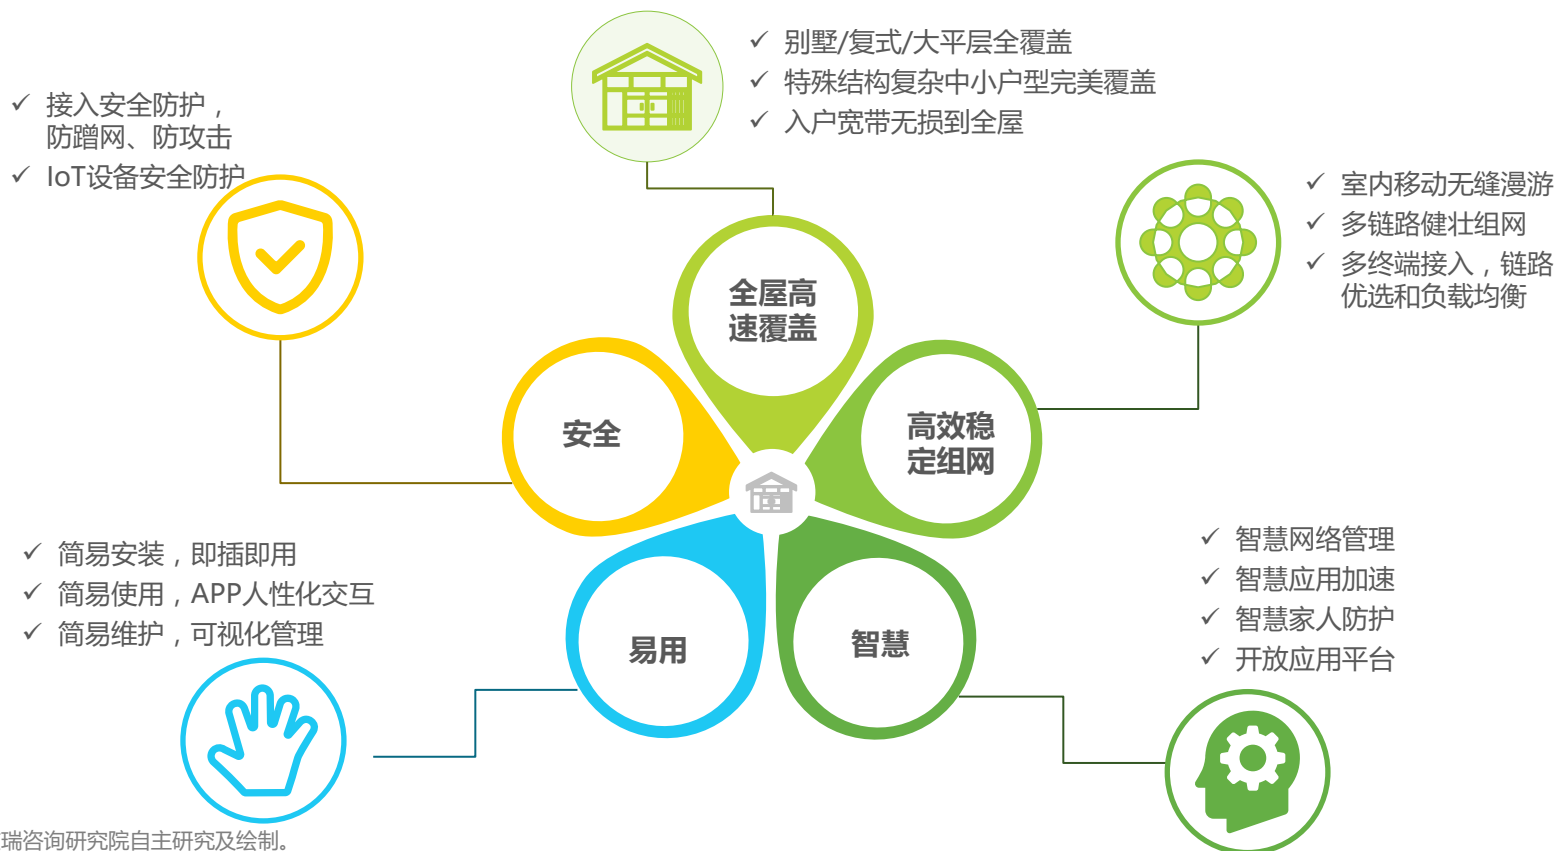 别墅/复式/大平层全覆盖
特殊结构复杂中小户型完美覆盖
入户宽带无损到全屋
接入安全防护，
防蹭网、防攻击
IoT设备安全防护
室内移动无缝漫游
多链路健壮组网
多终端接入，链路
优选和负载均衡
全屋高
速覆盖
安全
高效稳
定组网
易用
智慧
简易安装，即插即用
简易使用，APP人性化交互
简易维护，可视化管理
智慧网络管理
智慧应用加速
智慧家人防护
开放应用平台
瑞咨询研究院自主研究及绘制。